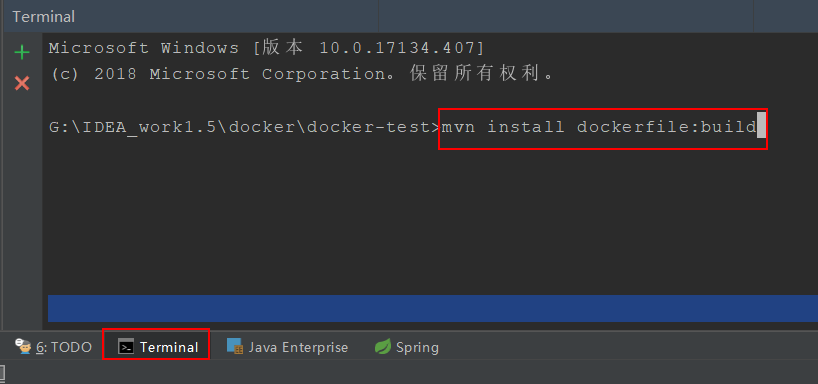 Terminal
Microsoft Windows [版本 10.0.17134.407]
(c) 2018 Microsoft Corporation。保留所有权利。
G:\IDEA_work1.5\docker\docker-test>mvn install dockerfile:build
6: TODO Terminal Java Enterprise Spring